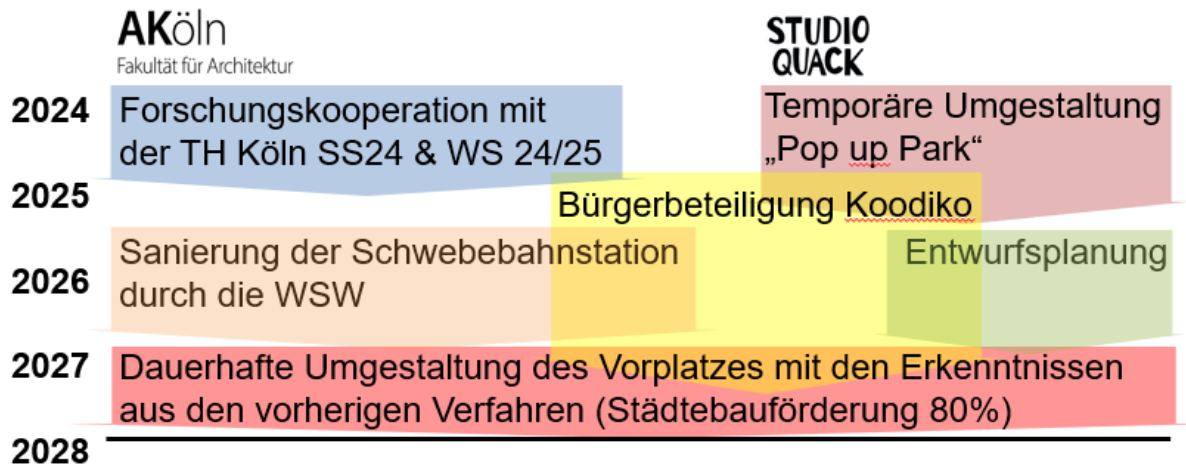 AKöln
Fakultät für Architektur
STUDIO
QUACK
2024
Forschungskooperation mit
der TH Köln SS24 & WS 24/25
Temporäre Umgestaltung
„Pop up Park“
2025
Bürgerbeteiligung Koodiko
Sanierung der Schwebebahnstation
durch die WSW
Entwurfsplanung
2026
2027
Dauerhafte Umgestaltung des Vorplatzes mit den Erkenntnissen
aus den vorherigen Verfahren (Städtebauförderung 80%)
2028